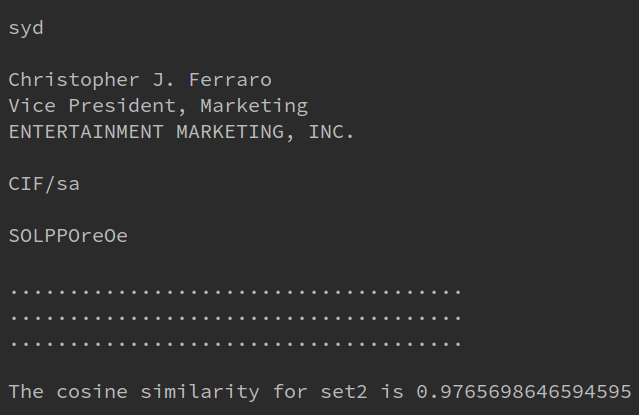 syd
Christopher J. Ferraro
Vice President, Marketing
ENTERTAINMENT MARKETING, INC.
CIF/sa
SOLPPOreOe
......................................
......................................
......................................
The cosine similarity for set2 is 0.9765698646594595